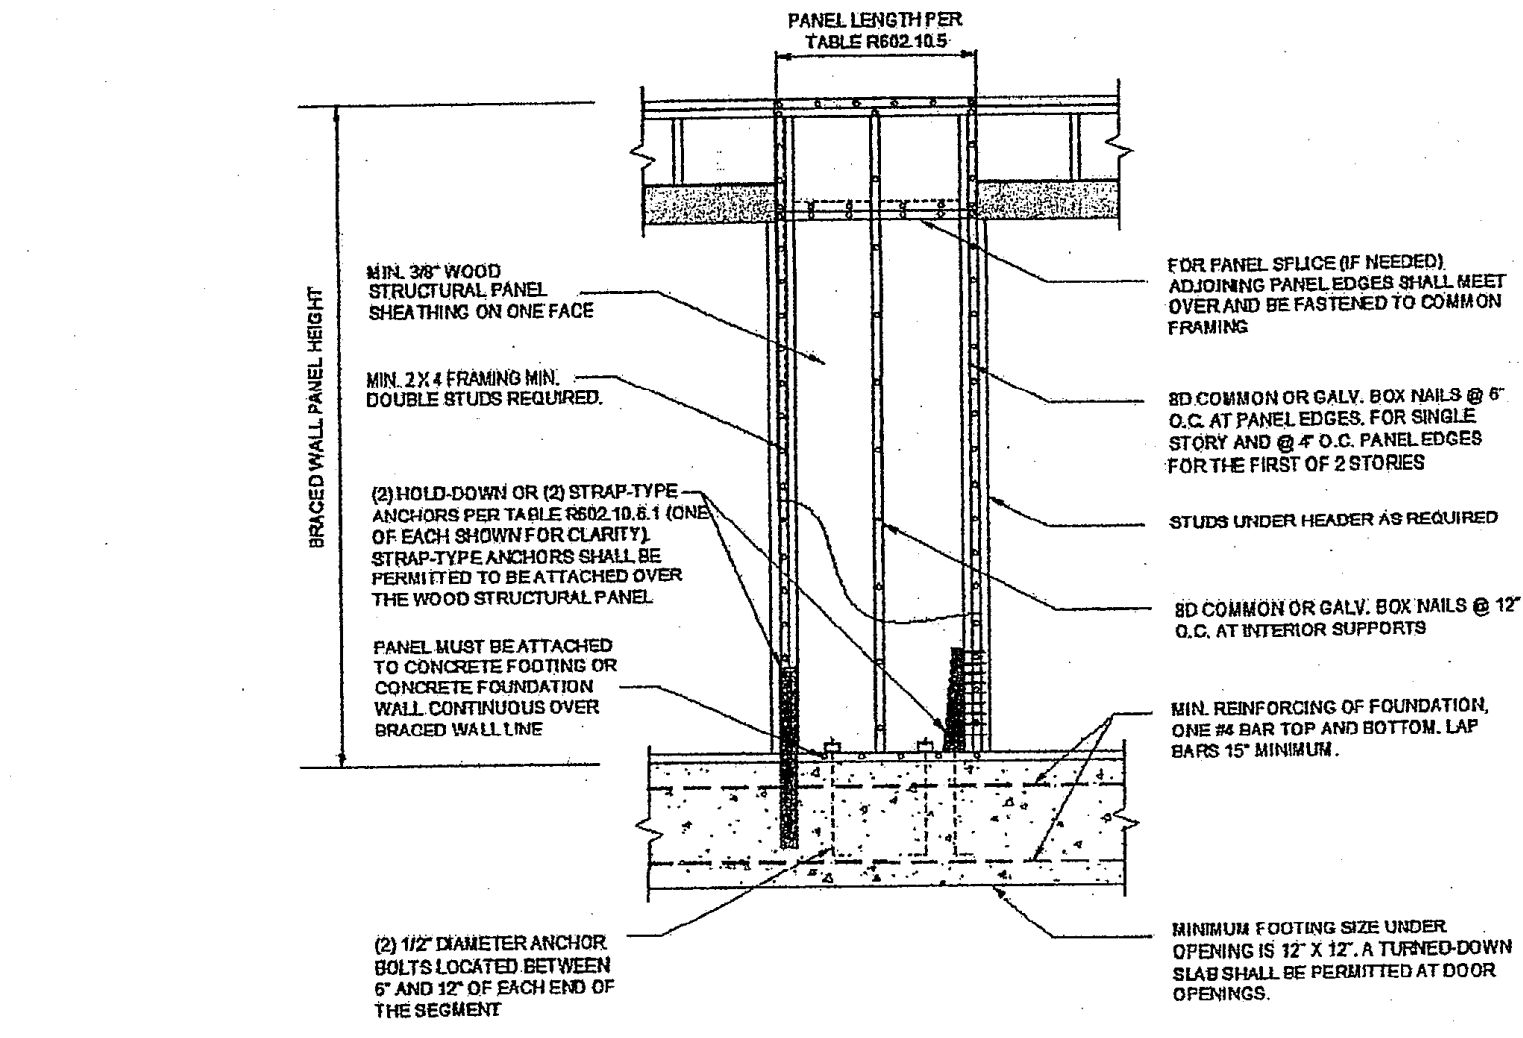 PANEL LENGTH PER
TABLE R602.10.5
BRACED WALL PANEL HEIGHT
MIN. 3/8" WOOD
STRUCTURAL PANEL
SHEATHING ON ONE FACE
MIN. 2 X 4 FRAMING MIN.
DOUBLE STUDS REQUIRED.
(2) HOLD-DOWN OR (2) STRAP-TYPE
ANCHORS PER TABLE R602.10.6.1 (ONE
OF EACH SHOWN FOR CLARITY).
STRAP-TYPE ANCHORS SHALL BE
PERMITTED TO BE ATTACHED OVER
THE WOOD STRUCTURAL PANEL
PANEL MUST BE ATTACHED
TO CONCRETE FOOTING OR
CONCRETE FOUNDATION
WALL CONTINUOUS OVER
BRACED WALL LINE
(2) 1/2" DIAMETER ANCHOR
BOLTS LOCATED BETWEEN
6" AND 12" OF EACH END OF
THE SEGMENT
FOR PANEL SPLICE (IF NEEDED)
ADJOINING PANEL EDGES SHALL MEET
OVER AND BE FASTENED TO COMMON
FRAMING
8D COMMON OR GALV. BOX NAILS @ 6"
O.C. AT PANEL EDGES. FOR SINGLE
STORY AND @ 4" O.C. PANEL EDGES
FOR THE FIRST OF 2 STORIES
STUDS UNDER HEADER AS REQUIRED
8D COMMON OR GALV. BOX NAILS @ 12"
O.C. AT INTERIOR SUPPORTS
MIN. REINFORCING OF FOUNDATION,
ONE #4 BAR TOP AND BOTTOM. LAP
BARS 15" MINIMUM.
MINIMUM FOOTING SIZE UNDER
OPENING IS 12" X 12". A TURNED-DOWN
SLAB SHALL BE PERMITTED AT DOOR
OPENINGS.